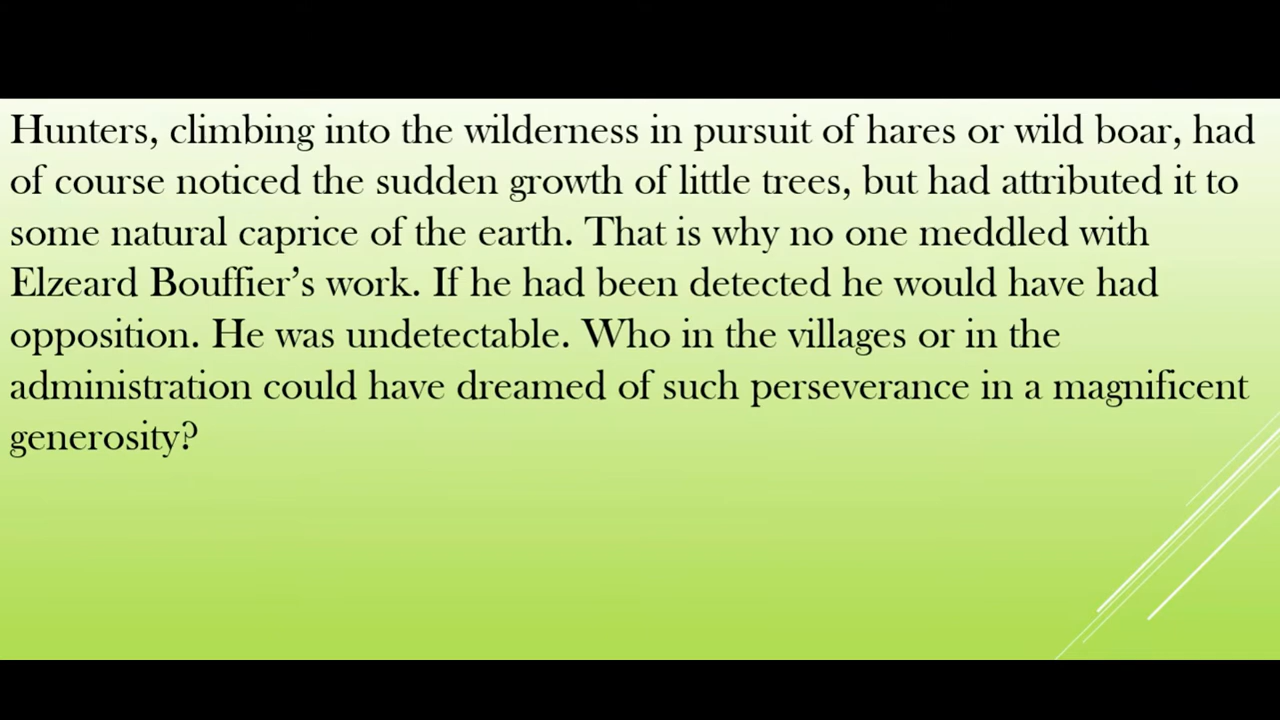 Hunters, climbing into the wilderness in pursuit of hares or wild boar, had
of course noticed the sudden growth of little trees, but had attributed it to
some natural caprice of the earth. That is why no one meddled with
Elzeard Bouffier’s work. If he had been detected he would have had
opposition. He was undetectable. Who in the villages or in the
administration could have dreamed of such perseverance in a magnificent
generosity?